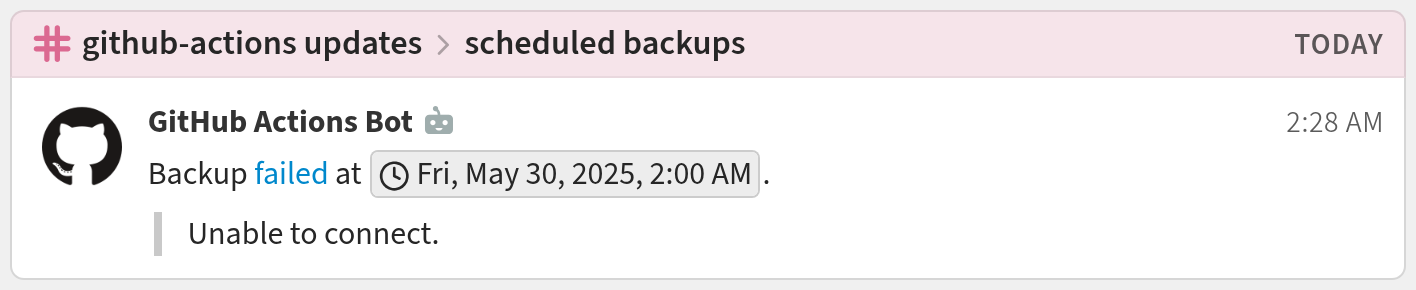 github-actions updates > scheduled backups TODAY
GitHub Actions Bot 2:28 AM
Backup failed at Fri, May 30, 2025, 2:00 AM .
Unable to connect.